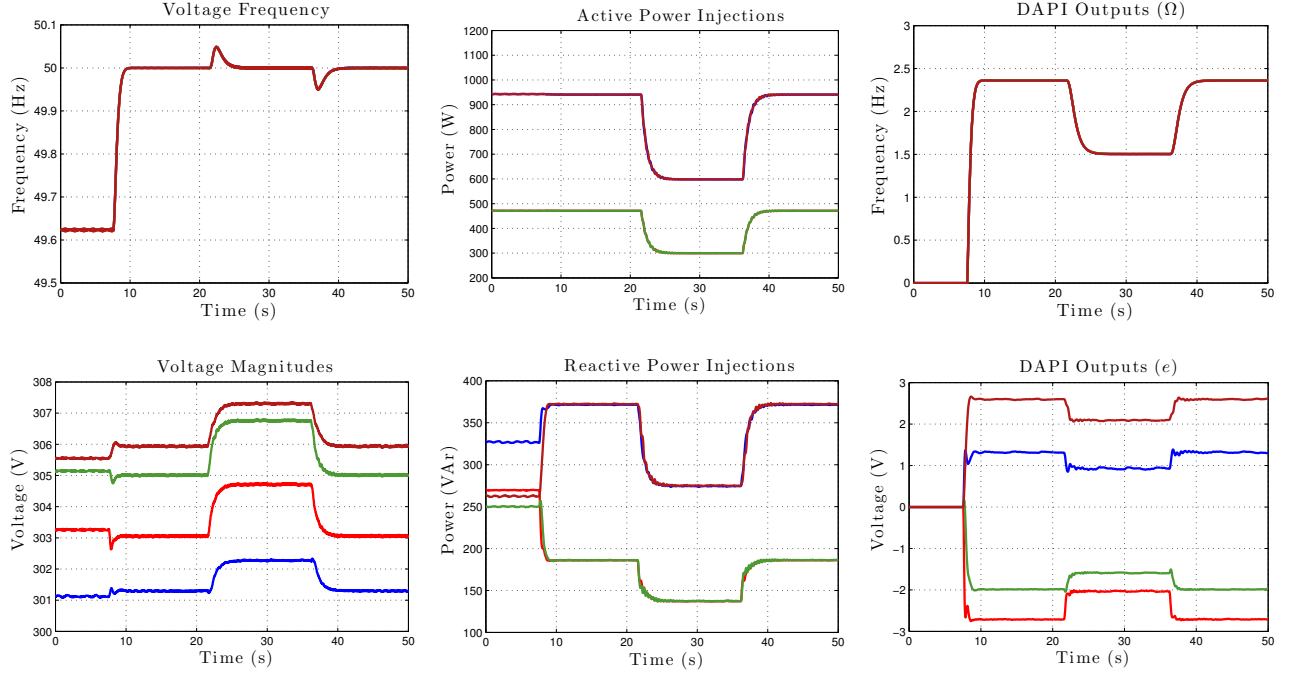 Voltage Frequency
Active Power Injections
DAPI Outputs (Ω)
Frequency (Hz)
50.1
50
49.9
49.8
49.7
49.6
49.5
0 10 20 30 40 50
Time (s)
Power (W)
1200
1100
1000
900
800
700
600
500
400
300
200
0 10 20 30 40 50
Time (s)
Frequency (Hz)
3
2.5
2
1.5
1
0.5
0
0 10 20 30 40 50
Time (s)
Voltage Magnitudes
Reactive Power Injections
DAPI Outputs (e)
Voltage (V)
308
307
306
305
304
303
302
301
300
0 10 20 30 40 50
Time (s)
Power (VAr)
400
350
300
250
200
150
100
0 10 20 30 40 50
Time (s)
Voltage (V)
3
2
1
0
−1
−2
−3
0 10 20 30 40 50
Time (s)